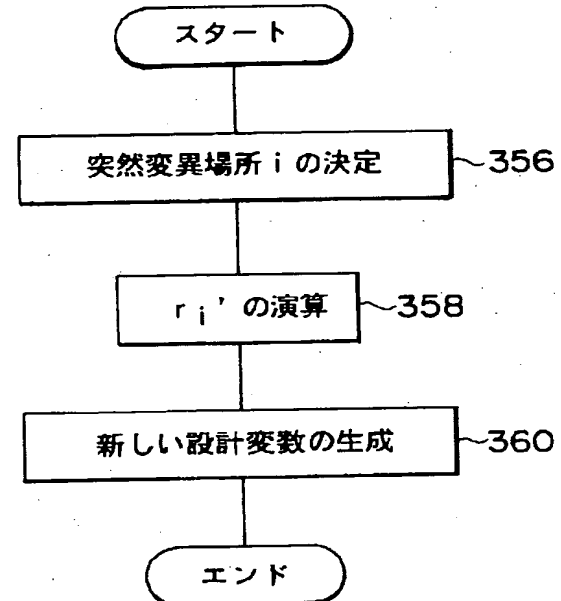 スタート
突然変異場所 i の決定 356
r i ' の演算 358
新しい設計変数の生成 360
エンド